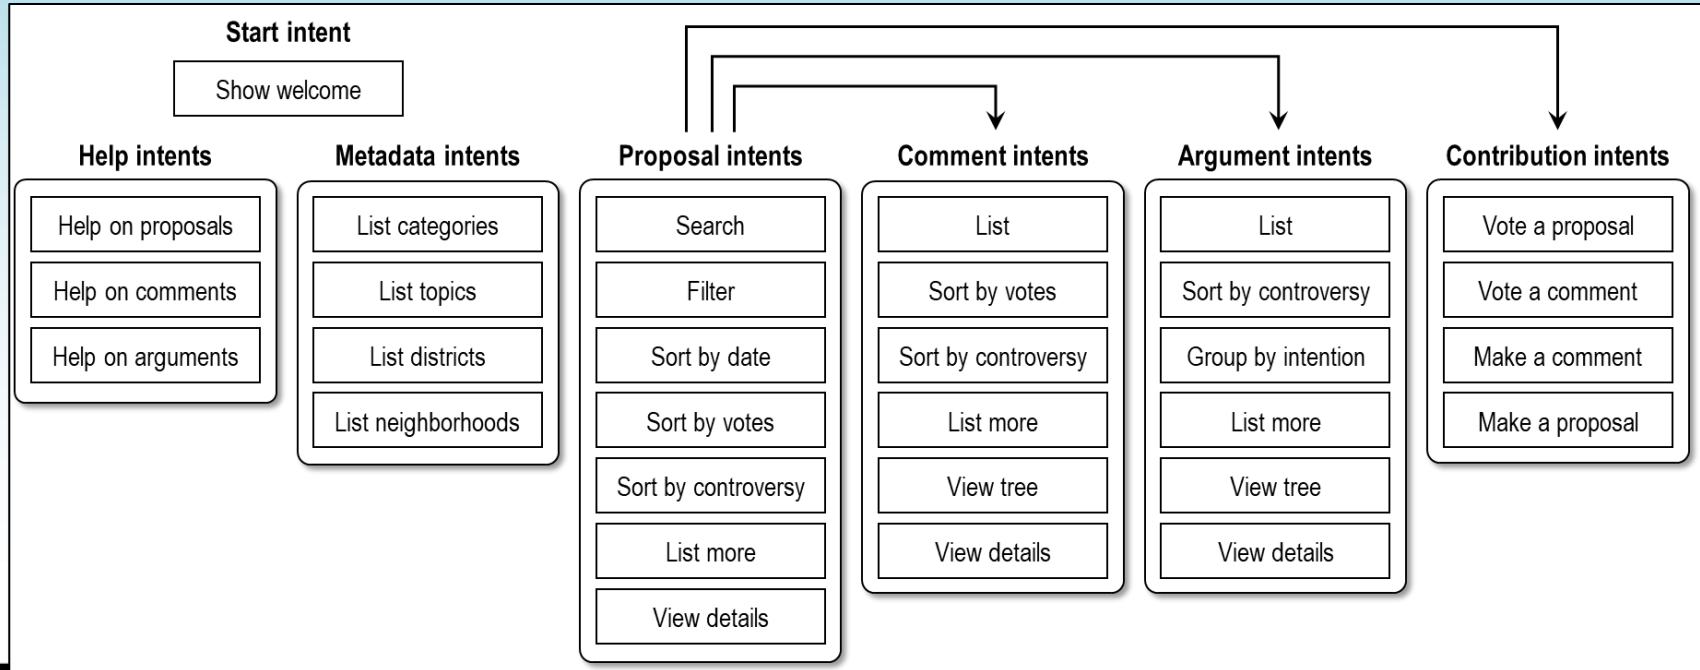 Start intent
Show welcome
Help intents
Help on proposals
Help on comments
Help on arguments
Metadata intents
List categories
List topics
List districts
List neighborhoods
Proposal intents
Search
Filter
Sort by date
Sort by votes
Sort by controversy
List more
View details
Comment intents
List
Sort by votes
Sort by controversy
List more
View tree
View details
Argument intents
List
Sort by controversy
Group by intention
List more
View tree
View details
Contribution intents
Vote a proposal
Vote a comment
Make a comment
Make a proposal